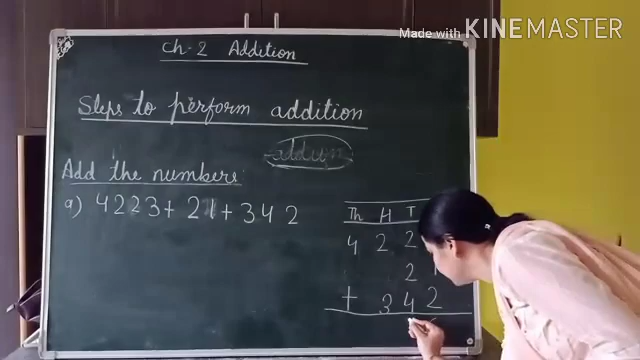 Made with KINEMASTER
Ch-2 Addition
Steps to perform addition
addition
Add the numbers:
a) 4223 + 21 + 342
Th H T
4 2 2
2 1
+ 3 4 2